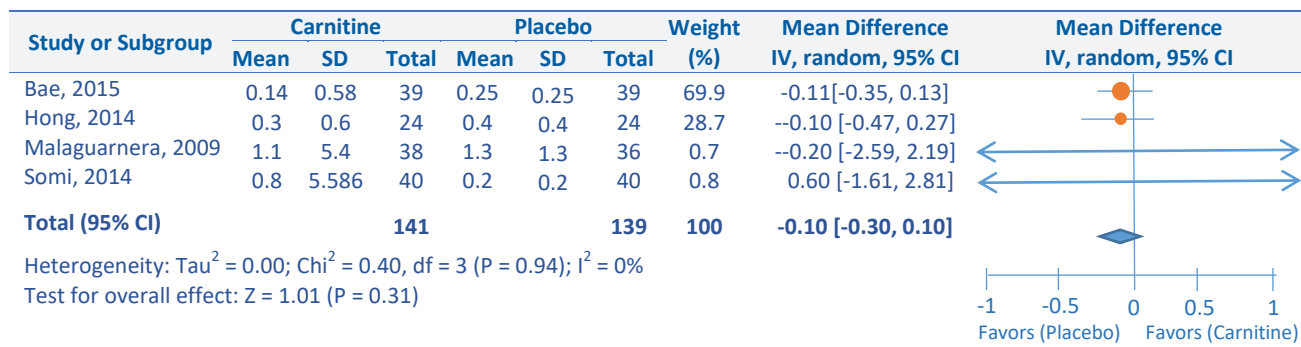 Study or Subgroup Carnitine Placebo Weight (%) Mean Difference IV, random, 95% CI Mean Difference IV, random, 95% CI
Mean SD Total Mean SD Total
Bae, 2015 0.14 0.58 39 0.25 0.25 39 69.9 -0.11[-0.35, 0.13]
Hong, 2014 0.3 0.6 24 0.4 0.4 24 28.7 --0.10 [-0.47, 0.27]
Malaguarnera, 2009 1.1 5.4 38 1.3 1.3 36 0.7 --0.20 [-2.59, 2.19]
Somi, 2014 0.8 5.586 40 0.2 0.2 40 0.8 0.60 [-1.61, 2.81]
Total (95% CI) 141 139 100 -0.10 [-0.30, 0.10]
Heterogeneity: Tau² = 0.00; Chi² = 0.40, df = 3 (P = 0.94); I² = 0%
Test for overall effect: Z = 1.01 (P = 0.31)
-1 -0.5 0 0.5 1
Favors (Placebo) Favors (Carnitine)